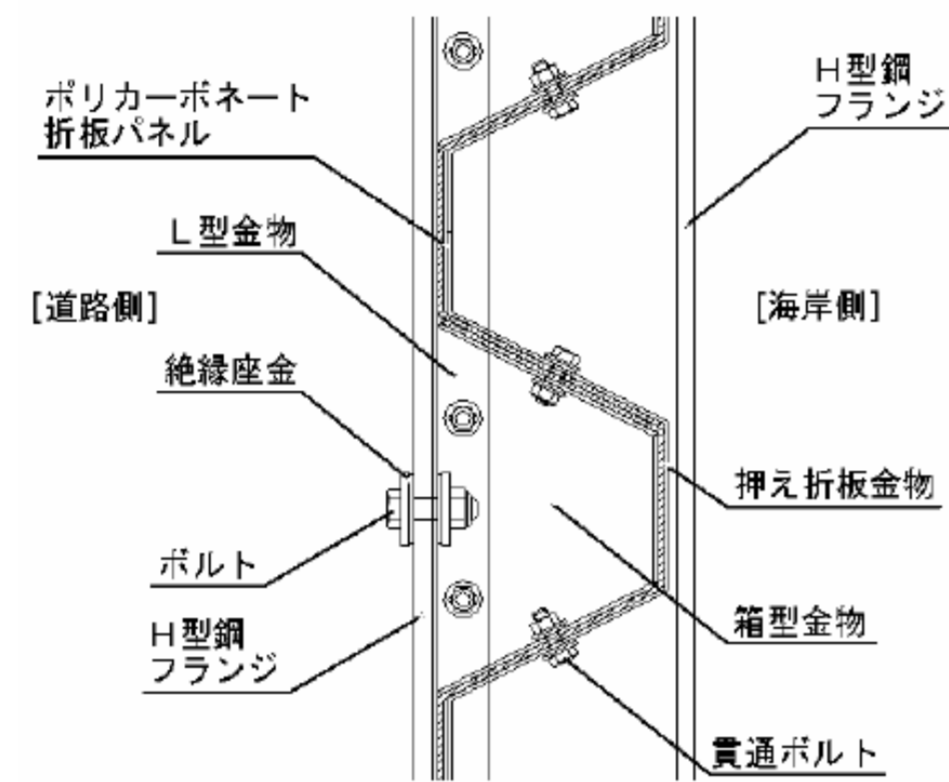 H型鋼
フランジ
ポリカーボネート
折板パネル
L型金物
[道路側]
[海岸側]
絶縁座金
押え折板金物
ボルト
箱型金物
H型鋼
フランジ
貫通ボルト